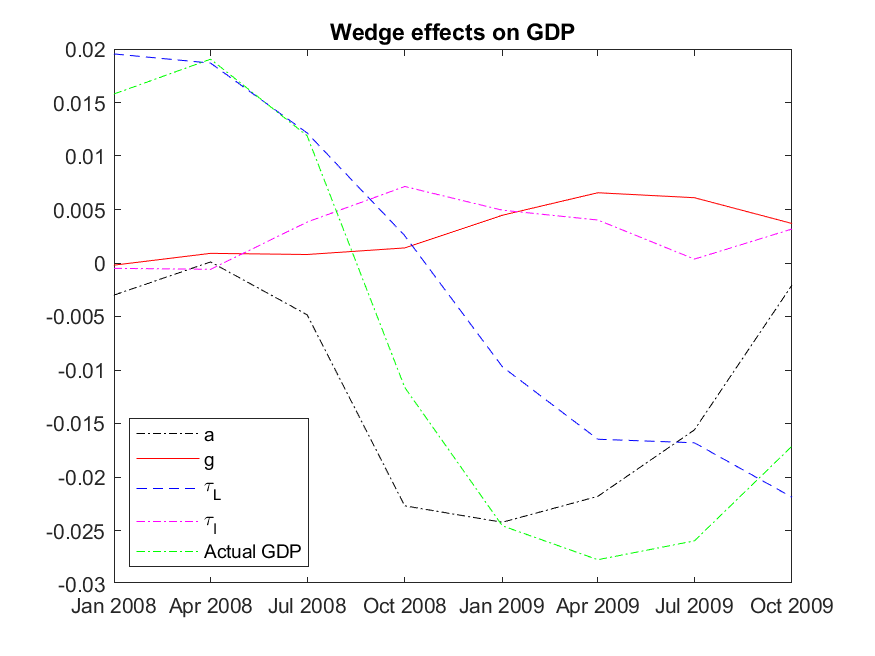 Wedge effects on GDP
0.02
0.015
0.01
0.005
0
-0.005
-0.01
-0.015
-0.02
-0.025
-0.03
a
g
τL
τI
Actual GDP
Jan 2008 Apr 2008 Jul 2008 Oct 2008 Jan 2009 Apr 2009 Jul 2009 Oct 2009